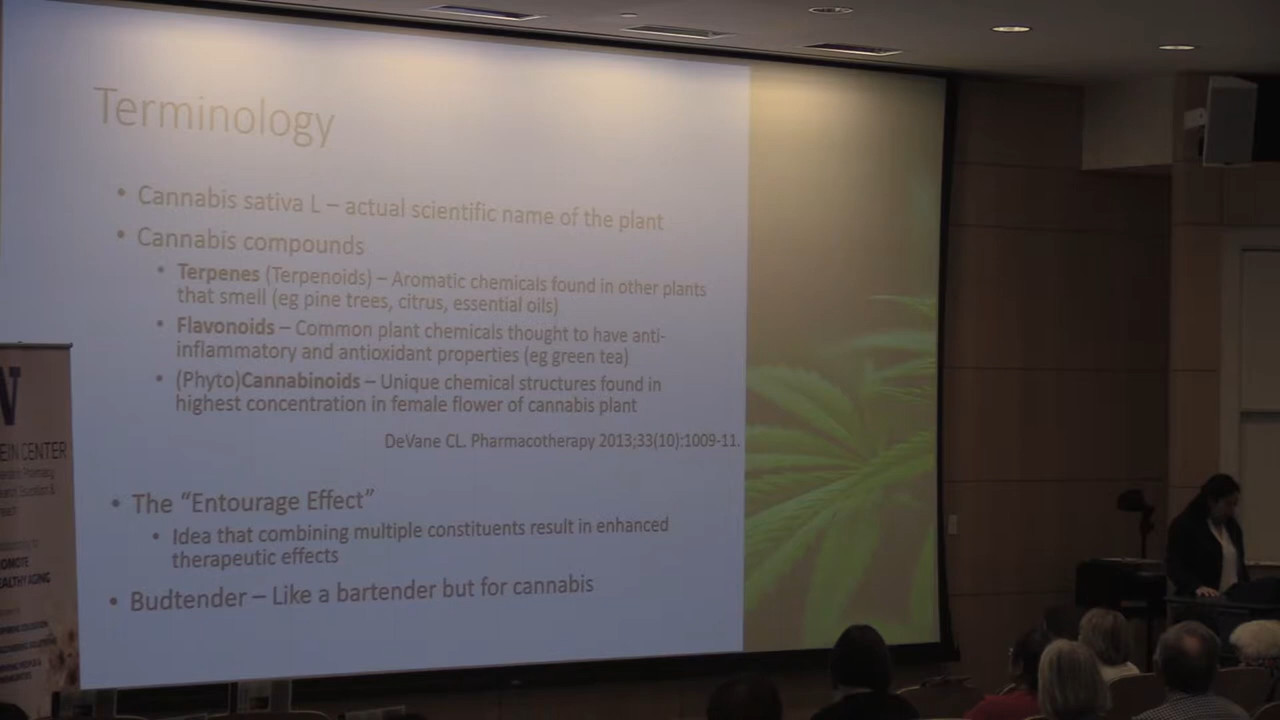 Terminology
• Cannabis sativa L – actual scientific name of the plant
• Cannabis compounds
• Terpenes (Terpenoids) – Aromatic chemicals found in other plants
that smell (eg pine trees, citrus, essential oils)
• Flavonoids – Common plant chemicals thought to have anti-
inflammatory and antioxidant properties (eg green tea)
• (Phyto)Cannabinoids – Unique chemical structures found in
highest concentration in female flower of cannabis plant
DeVane CL. Pharmacotherapy 2013;33(10):1009-11.
• The “Entourage Effect”
• Idea that combining multiple constituents result in enhanced
therapeutic effects
• Budtender – Like a bartender but for cannabis
EIN CENTER
Pharmacy
OMOTE
EALTHY AGING